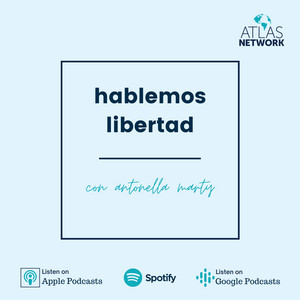 ATLAS
NETWORK
hablemos
libertad
con antonella marty
Listen on
Apple Podcasts
Spotify
Listen on
Google Podcasts